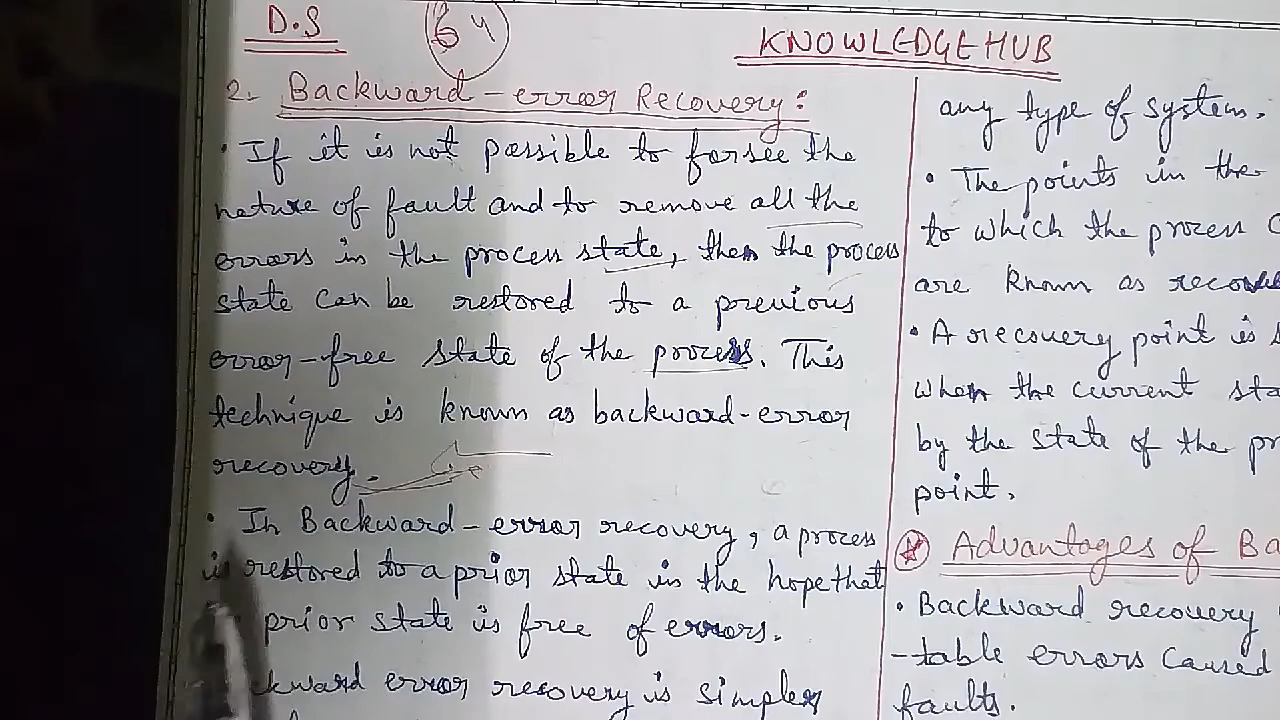 D.S
64
KNOWLEDGE HUB
2. Backward-error Recovery:
• If it is not possible to forsee the
nature of fault and to remove all the
errors in the process state, then the process
state can be restored to a previous
error-free state of the process. This
technique is known as backward-error
recovery.
• In Backward-error recovery, a process
is restored to a prior state in the hope that
prior state is free of errors.
error recovery is simpler
any type of system.
• The points in the
to which the process
are known as
• A recovery point is
when the current
by the state of the
point.
Advantages of
• Backward recovery
-table errors caused
faults.